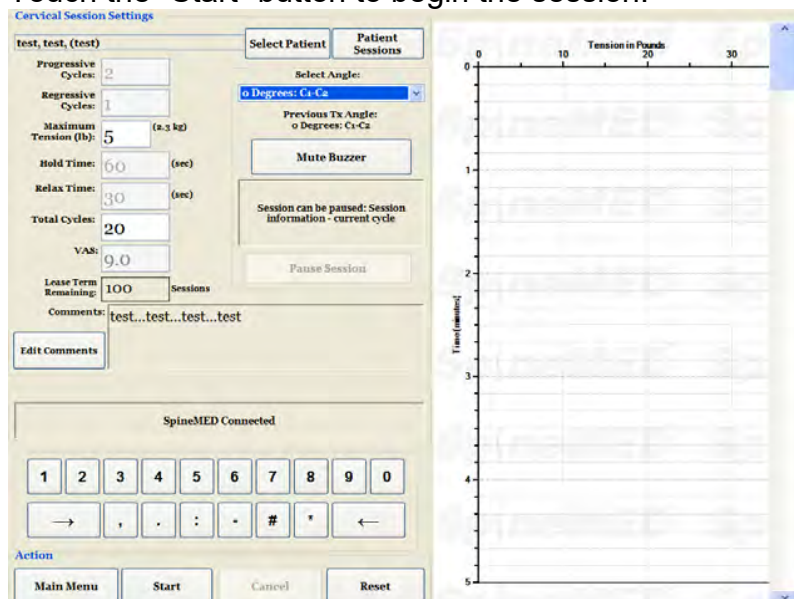 Touch the "Start" button to begin the session.
Cervical Session Settings
test, test, (test)
Select Patient
Patient Sessions
Progressive Cycles:
2
Regressive Cycles:
1
Maximum Tension (lb):
5
(2.3 kg)
Hold Time:
60
(sec)
Relax Time:
30
(sec)
Total Cycles:
20
VAS:
9.0
Lease Term Remaining:
100
Sessions
Select Angle:
0 Degrees: C1-C2
Previous Tx Angle:
0 Degrees: C1-C2
Mute Buzzer
Session can be paused: Session
information - current cycle
Pause Session
Comments:
test...test...test...test
Edit Comments
SpineMED Connected
1 2 3 4 5 6 7 8 9 0
→ , . : - # * ←
Action
Main Menu
Start
Cancel
Reset
Tension in Pounds
0 10 20 30
Time (minutes)
0
1
2
3
4
5